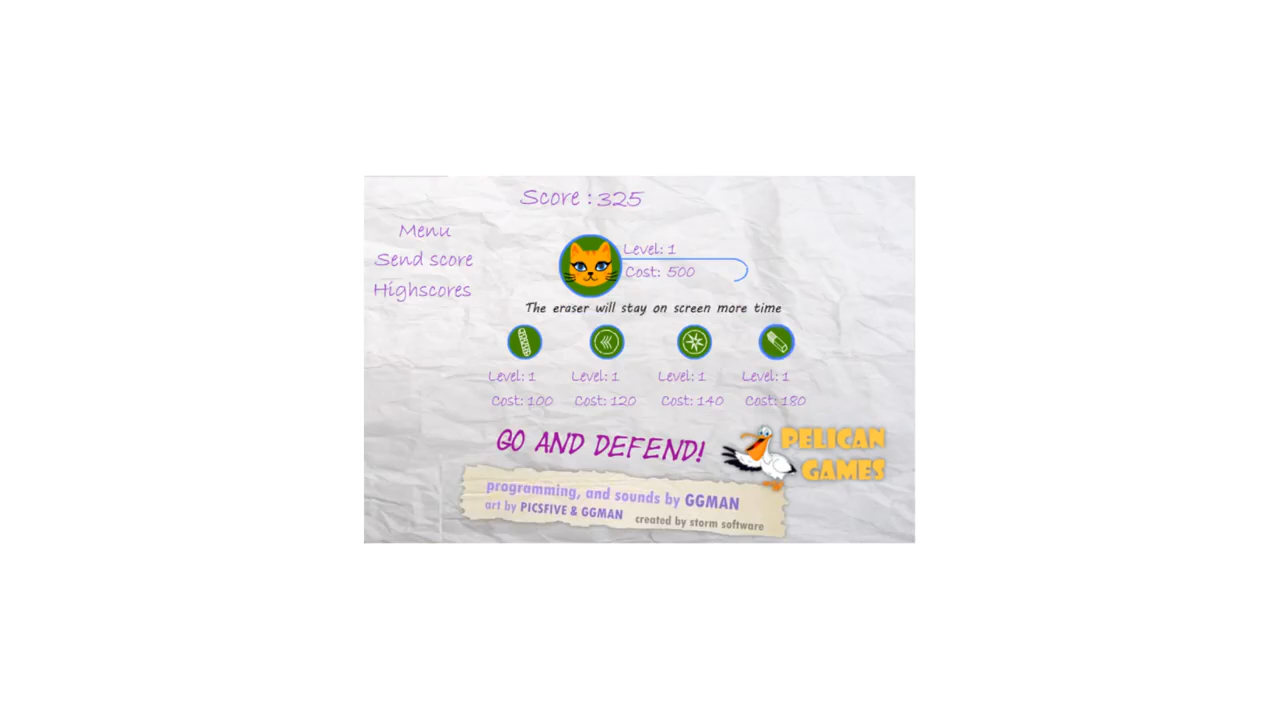 Score : 325
Menu
Send score
Highscores
Level: 1
Cost: 500
The eraser will stay on screen more time
Level: 1 Level: 1 Level: 1 Level: 1
Cost: 100 Cost: 120 Cost: 140 Cost: 180
GO AND DEFEND!
PELICAN
GAMES
programming, and sounds by GGMAN
art by PICSFIVE & GGMAN
created by storm software